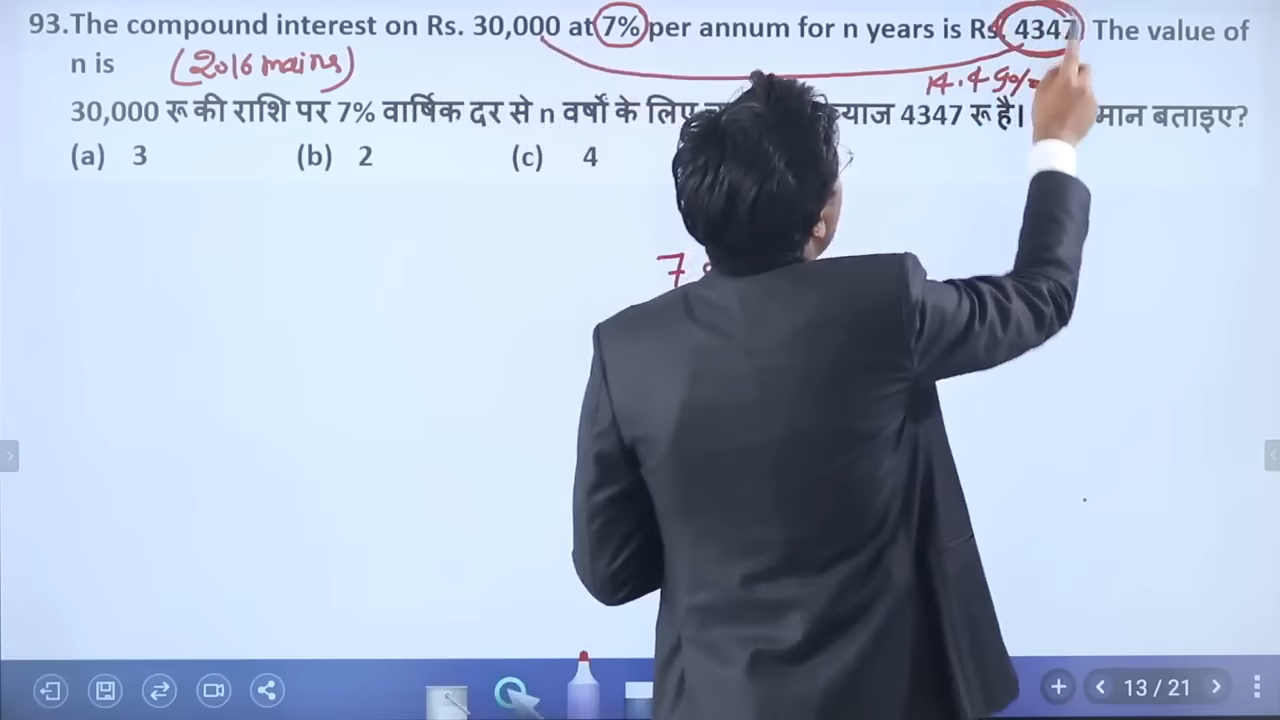 93.The compound interest on Rs. 30,000 at 7% per annum for n years is Rs. 4347 The value of
n is (2016 mains)
14.49%
30,000 रू की राशि पर 7% वार्षिक दर से n वर्षों के लिए 4347 रू है। मान बताइए?
(a) 3 (b) 2 (c) 4
7
13 / 21